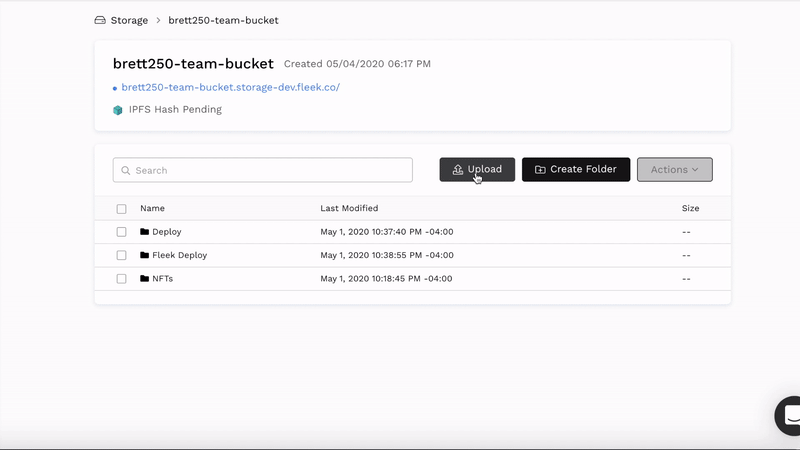 Storage > brett250-team-bucket
brett250-team-bucket Created 05/04/2020 06:17 PM
brett250-team-bucket.storage-dev.fleek.co/
IPFS Hash Pending
Search Upload Create Folder Actions
Name Last Modified Size
Deploy May 1, 2020 10:37:40 PM -04:00 --
Fleek Deploy May 1, 2020 10:38:55 PM -04:00 --
NFTs May 1, 2020 10:18:45 PM -04:00 --